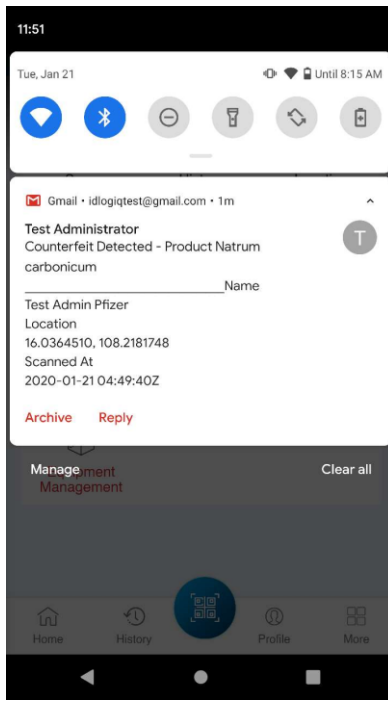 11:51
Tue, Jan 21
Until 8:15 AM
Gmail • idlogiqtest@gmail.com • 1m
Test Administrator
Counterfeit Detected - Product Natrum
carbonicum
______________________________Name
Test Admin Pfizer
Location
16.0364510, 108.2181748
Scanned At
2020-01-21 04:49:40Z
T
Archive Reply
Manage
Clear all
Equipment
Management
Home
History
Profile
More